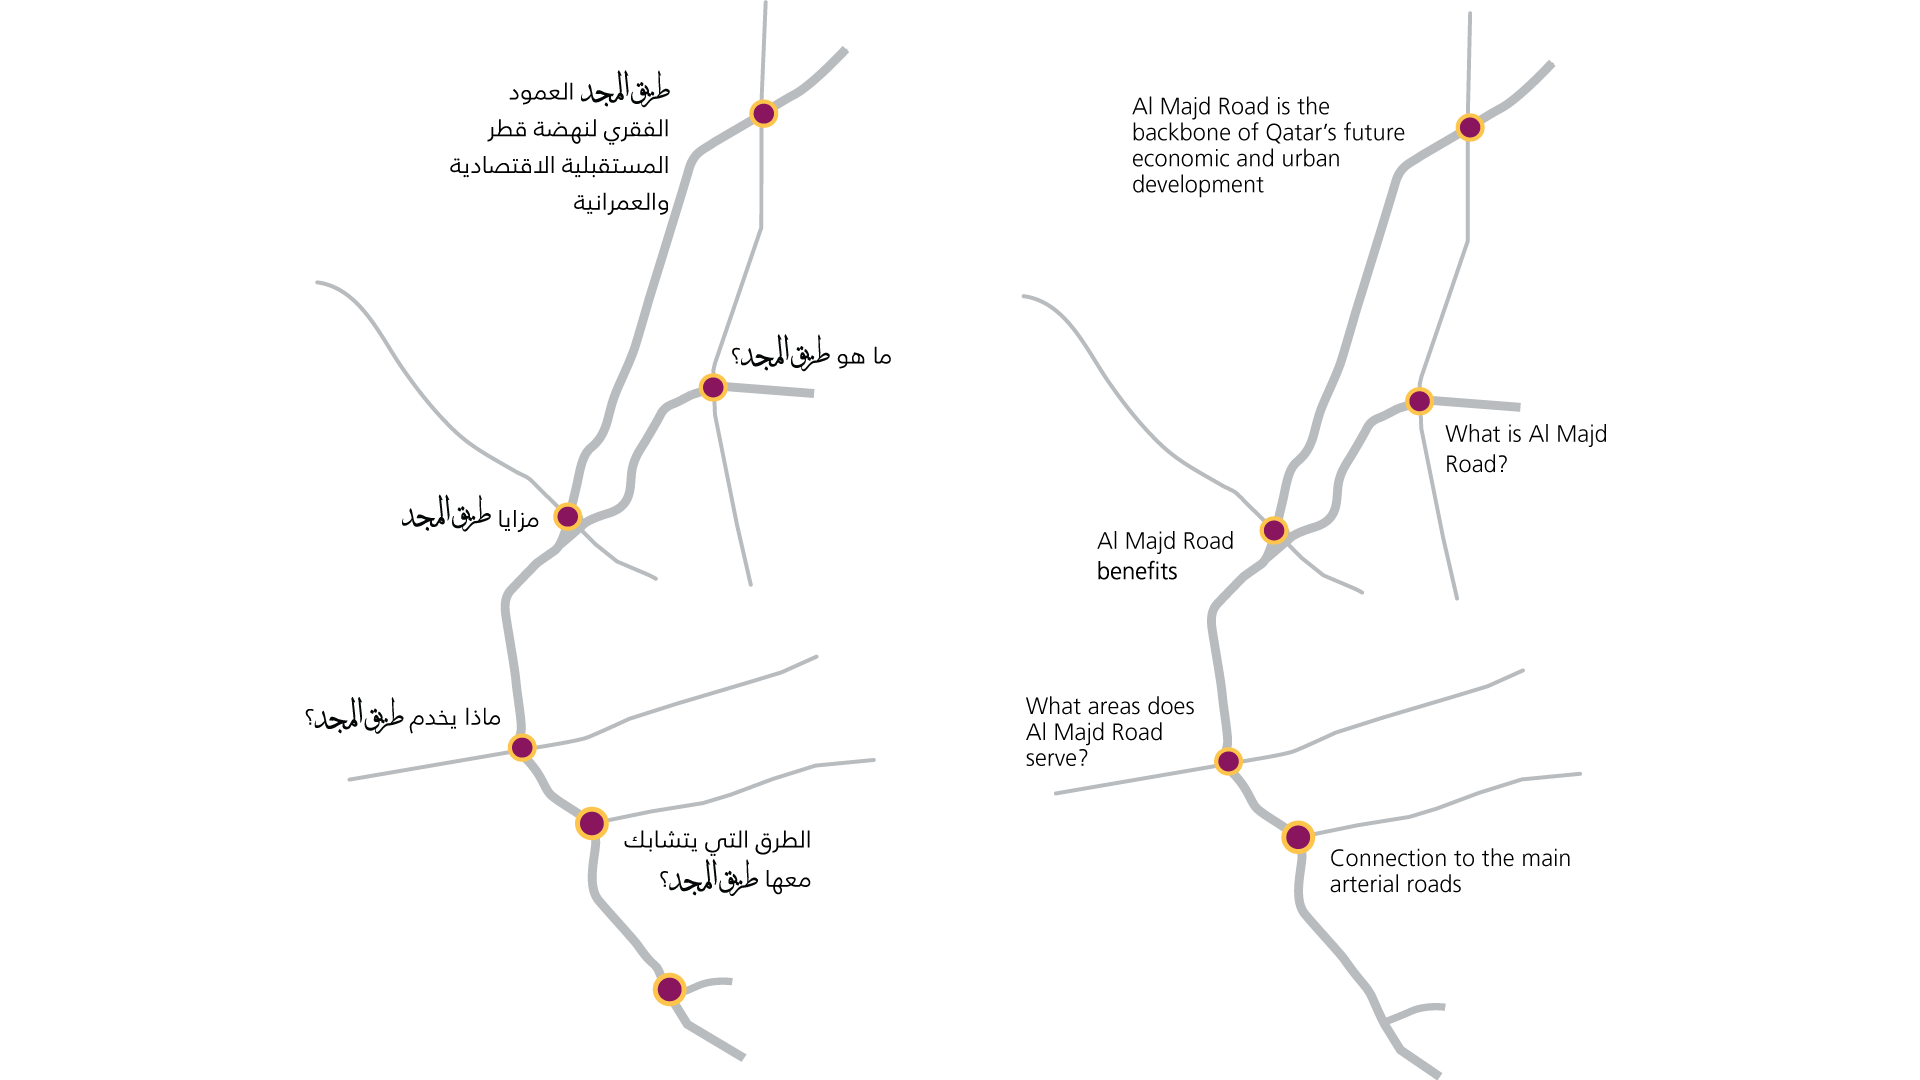 طريق المجد العمود
الفقري لنهضة قطر
المستقبلية الاقتصادية
والعمرانية
ما هو طريق المجد؟
مزايا طريق المجد
ماذا يخدم طريق المجد؟
الطرق التي يتشابك
معها طريق المجد؟
Al Majd Road is the
backbone of Qatar’s future
economic and urban
development
What is Al Majd
Road?
Al Majd Road
benefits
What areas does
Al Majd Road
serve?
Connection to the main
arterial roads